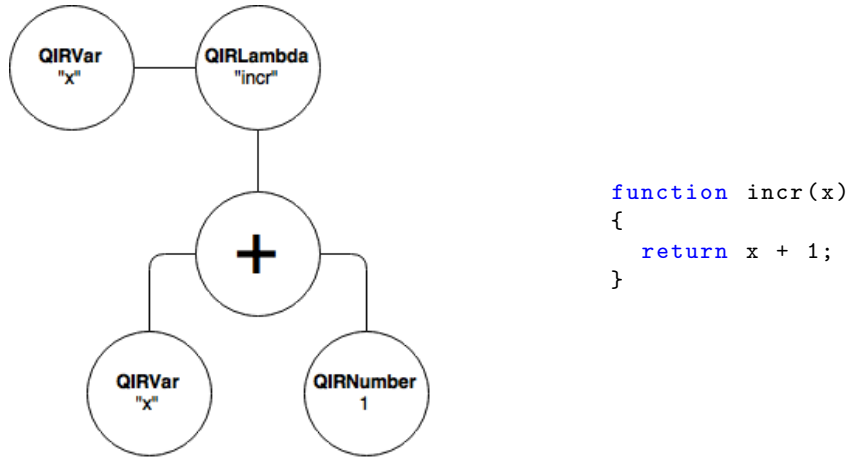 QIRVar
"x"
QIRLambda
"incr"
+
QIRVar
"x"
QIRNumber
1
function incr(x)
{
  return x + 1;
}